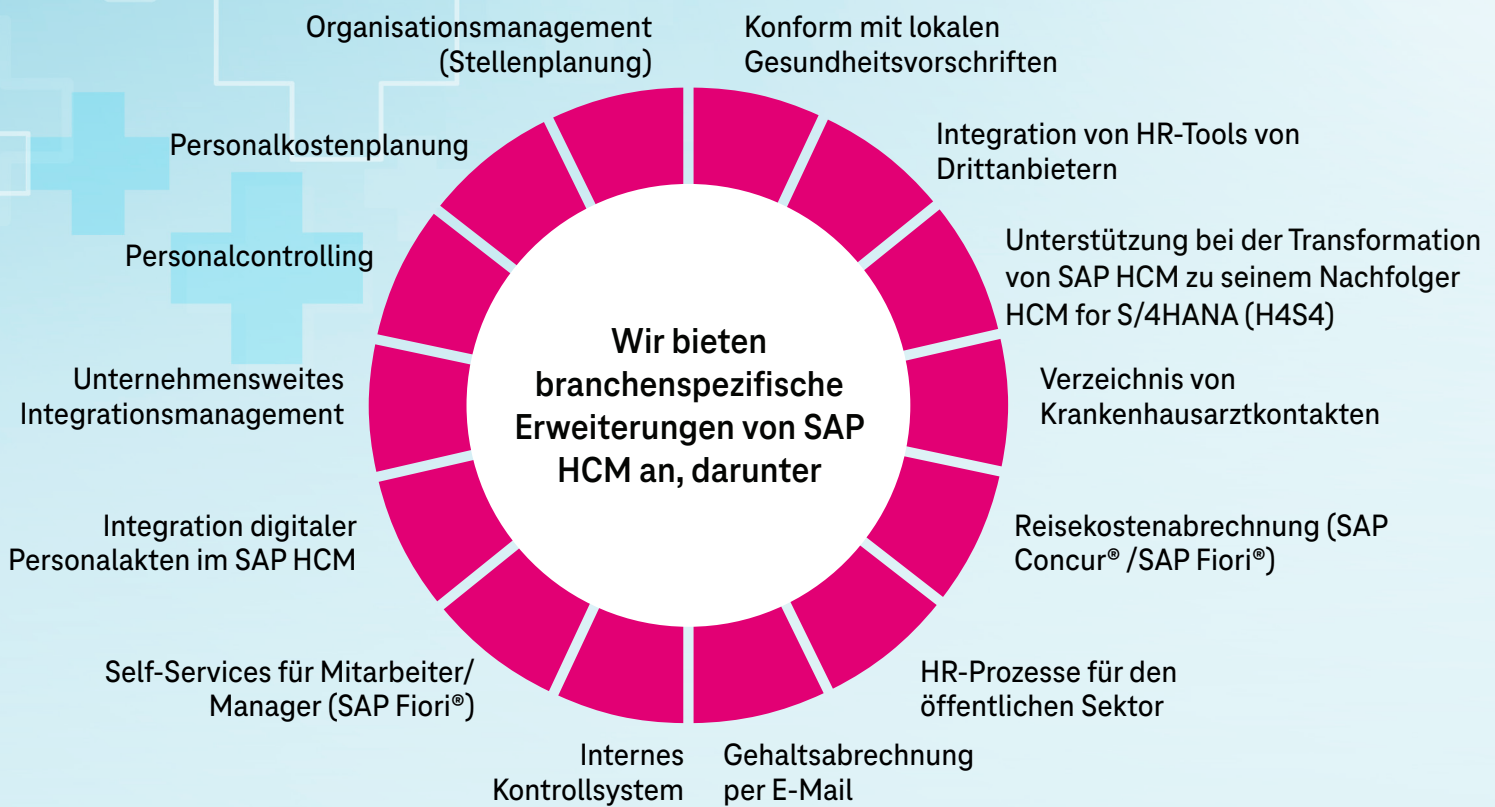 Organisationsmanagement
(Stellenplanung)
Konform mit lokalen
Gesundheitsvorschriften
Personalkostenplanung
Integration von HR-Tools von
Drittanbietern
Personalcontrolling
Unterstützung bei der Transformation
von SAP HCM zu seinem Nachfolger
HCM for S/4HANA (H4S4)
Wir bieten
branchenspezifische
Erweiterungen von SAP
HCM an, darunter
Unternehmensweites
Integrationsmanagement
Verzeichnis von
Krankenhausarztkontakten
Integration digitaler
Personalakten im SAP HCM
Reisekostenabrechnung (SAP
Concur® /SAP Fiori®)
Self-Services für Mitarbeiter/
Manager (SAP Fiori®)
HR-Prozesse für den
öffentlichen Sektor
Internes
Kontrollsystem
Gehaltsabrechnung
per E-Mail